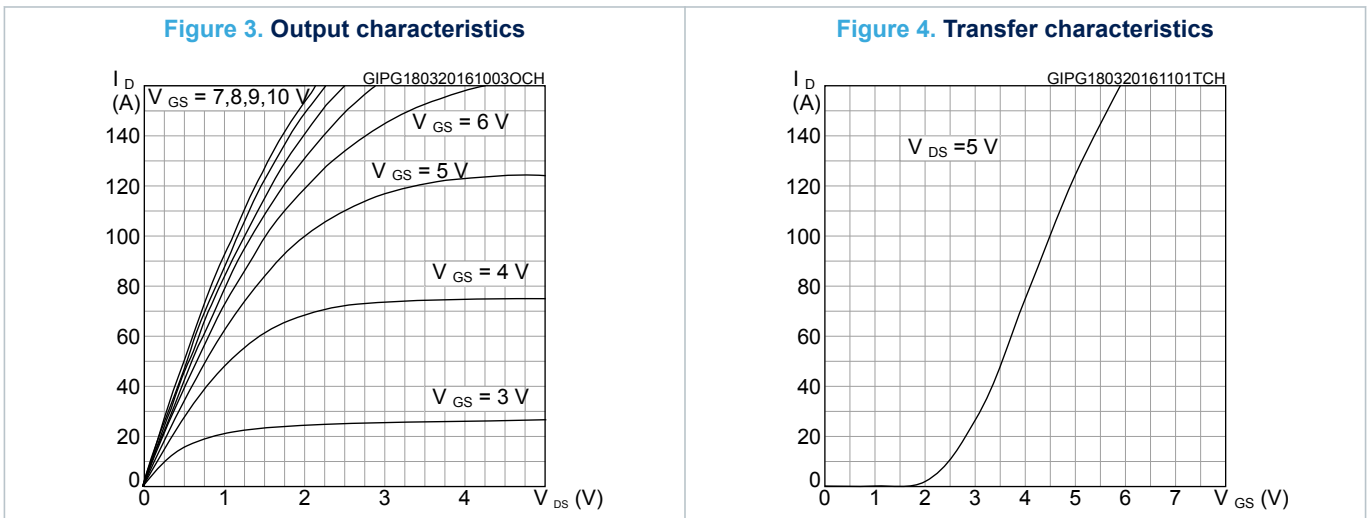 Figure 3. Output characteristics
I D
(A)
GIPG180320161003OCH
V GS = 7,8,9,10 V
V GS = 6 V
V GS = 5 V
V GS = 4 V
V GS = 3 V
140
120
100
80
60
40
20
0
0 1 2 3 4 V DS (V)
Figure 4. Transfer characteristics
I D
(A)
GIPG180320161101TCH
V DS =5 V
140
120
100
80
60
40
20
0
0 1 2 3 4 5 6 7 V GS (V)